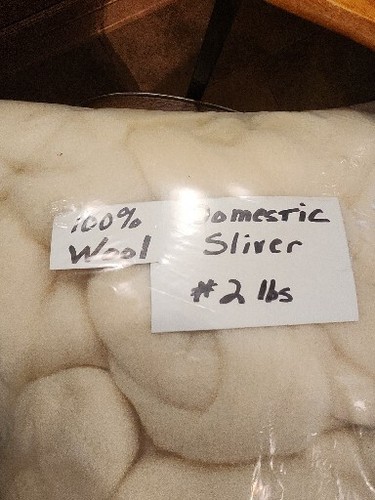 100%
Wool
Domestic
Sliver
# 2 lbs